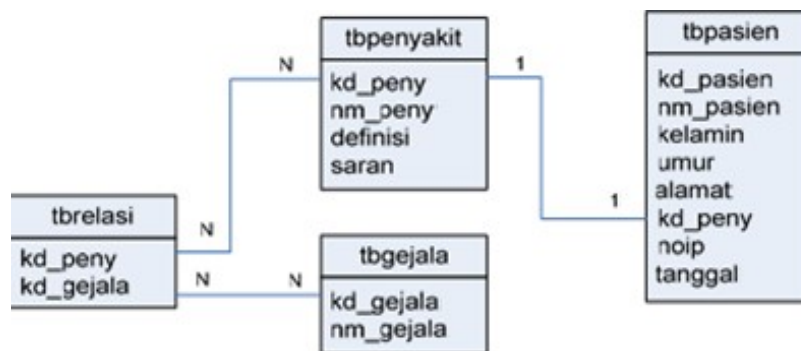 tbpenyakit
kd_peny
nm_peny
definisi
saran
tbpasien
kd_pasien
nm_pasien
kelamin
umur
alamat
kd_peny
noip
tanggal
tbrelasi
kd_peny
kd_gejala
tbgejala
kd_gejala
nm_gejala
N
N
N
N
1
1